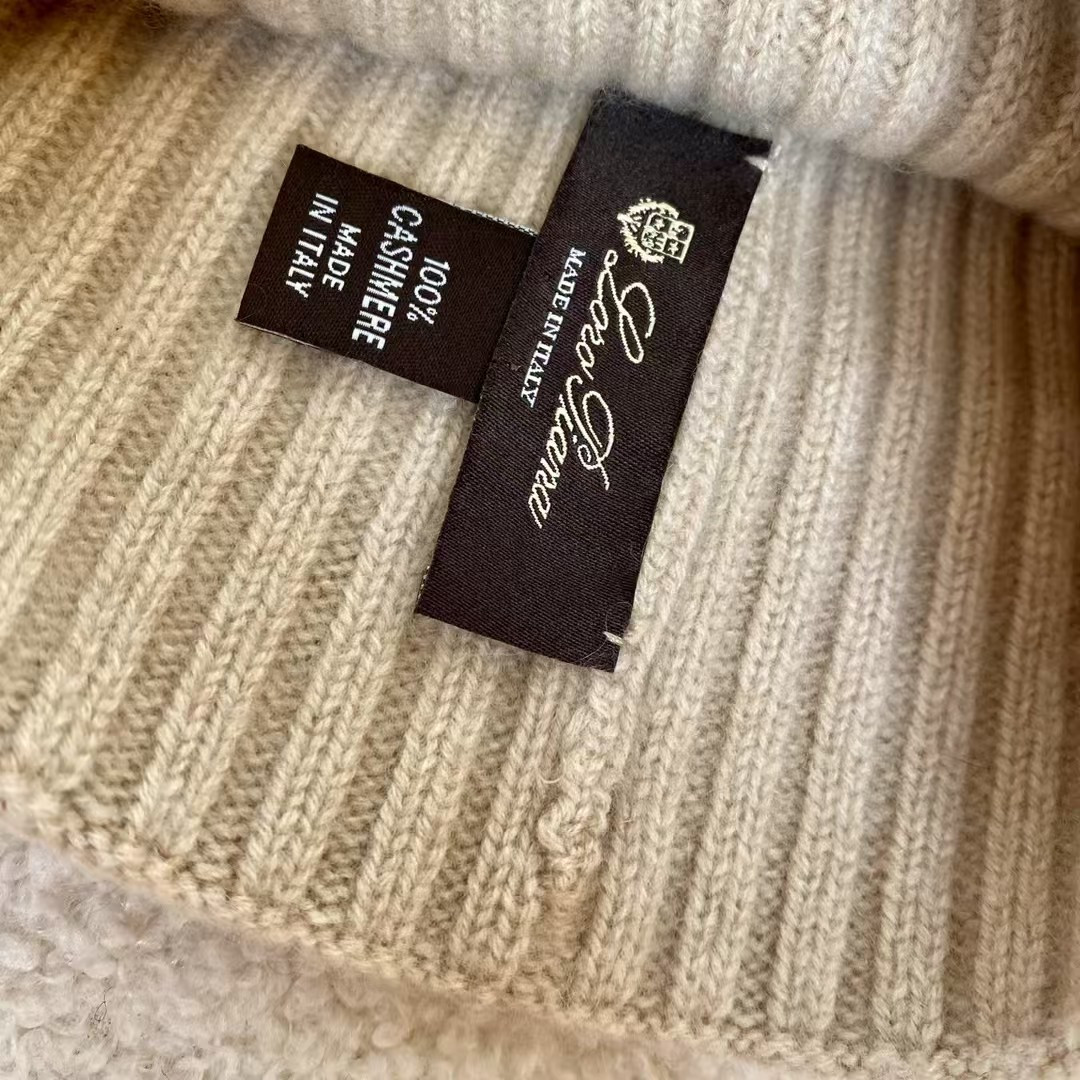 Loro Piana
MADE IN ITALY
100%
CASHMERE
MADE
IN ITALY